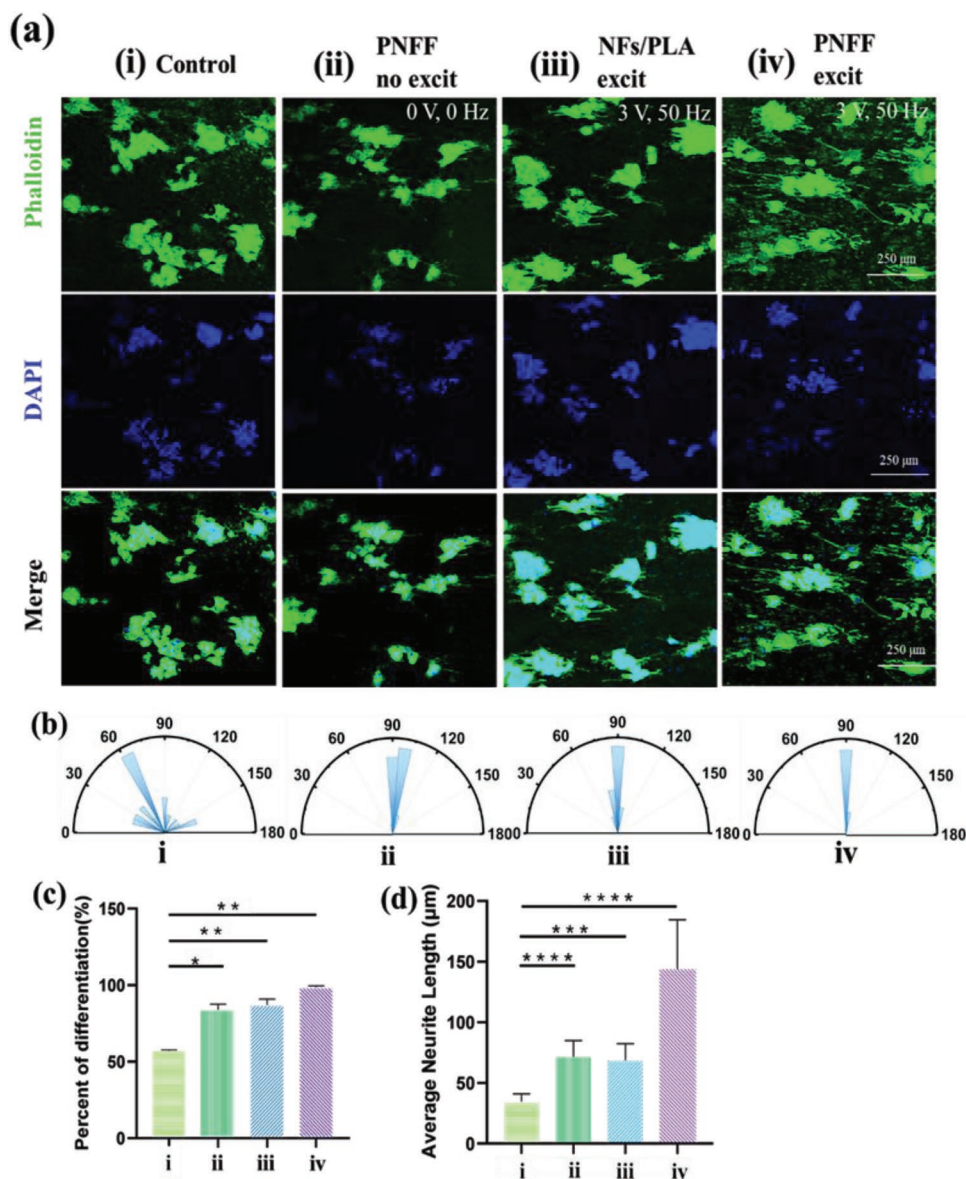 (a)
(i) Control
(ii) PNFF
no excit
(iii) NFs/PLA
excit
(iv) PNFF
excit
Phalloidin
0 V, 0 Hz
3 V, 50 Hz
3 V, 50 Hz
250 μm
DAPI
250 μm
Merge
250 μm
(b)
0 30 60 90 120 150 180
i
0 30 60 90 120 150 180
ii
0 30 60 90 120 150 180
iii
0 30 60 90 120 150 180
iv
(c)
Percent of differentiation(%)
150
100
50
0
* *
* *
*
i ii iii iv
(d)
Average Neurite Length (μm)
200
150
100
50
0
* * * *
* * *
* * * *
i ii iii iv